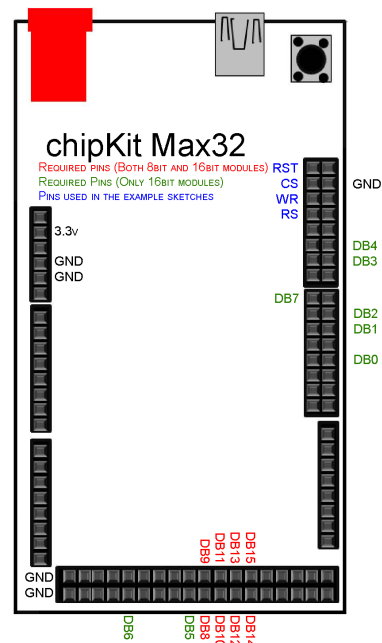 chipKit Max32
Required pins (Both 8bit and 16bit modules)
Required Pins (Only 16bit modules)
Pins used in the example sketches
RST
CS
WR
RS
GND
3.3v
GND
GND
DB4
DB3
DB7
DB2
DB1
DB0
DB9
DB11
DB13
DB15
GND
GND
DB6
DB5
DB8
DB10
DB12
DB14